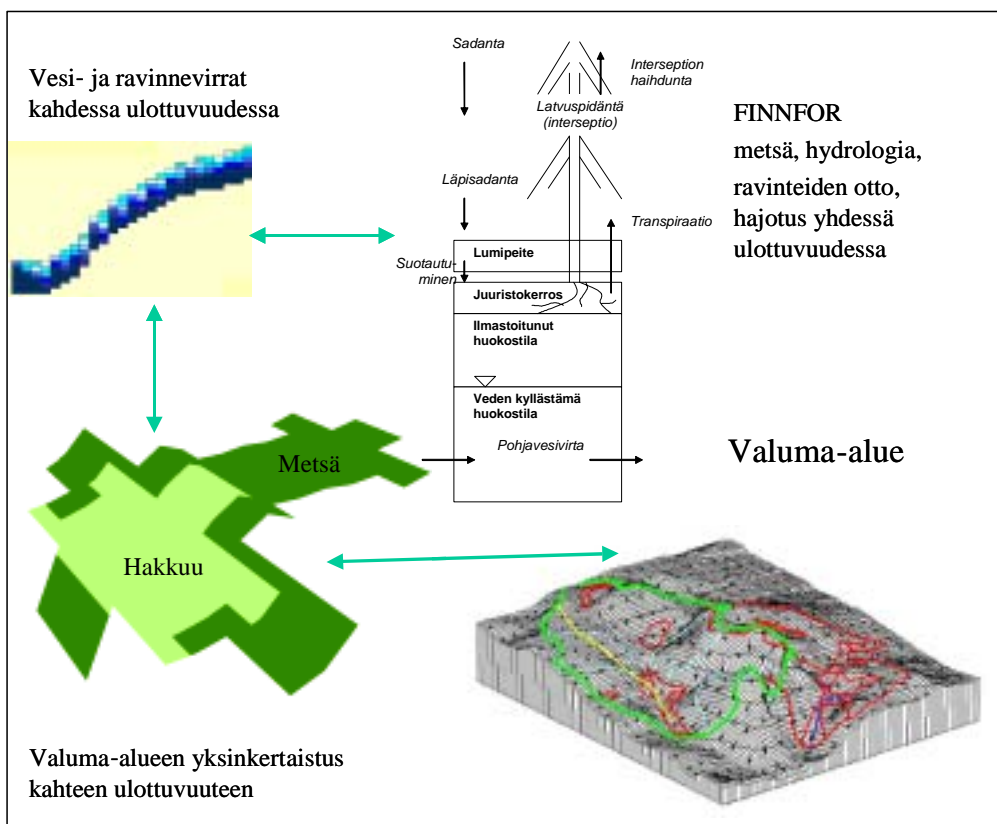 Vesi- ja ravinnevirrat
kahdessa ulottuvuudessa
Sadanta
Interseption
haihdunta
Latvuspidäntä
(interseptio)
Läpisadanta
Transpiraatio
FINNFOR
metsä, hydrologia,
ravinteiden otto,
hajotus yhdessä
ulottuvuudessa
Lumipeite
Suotautu-
minen
Juuristokerros
Ilmastoitunut
huokostila
Veden kyllästämä
huokostila
Pohjavesivirta
Metsä
Valuma-alue
Hakkuu
Valuma-alueen yksinkertaistus
kahteen ulottuvuuteen